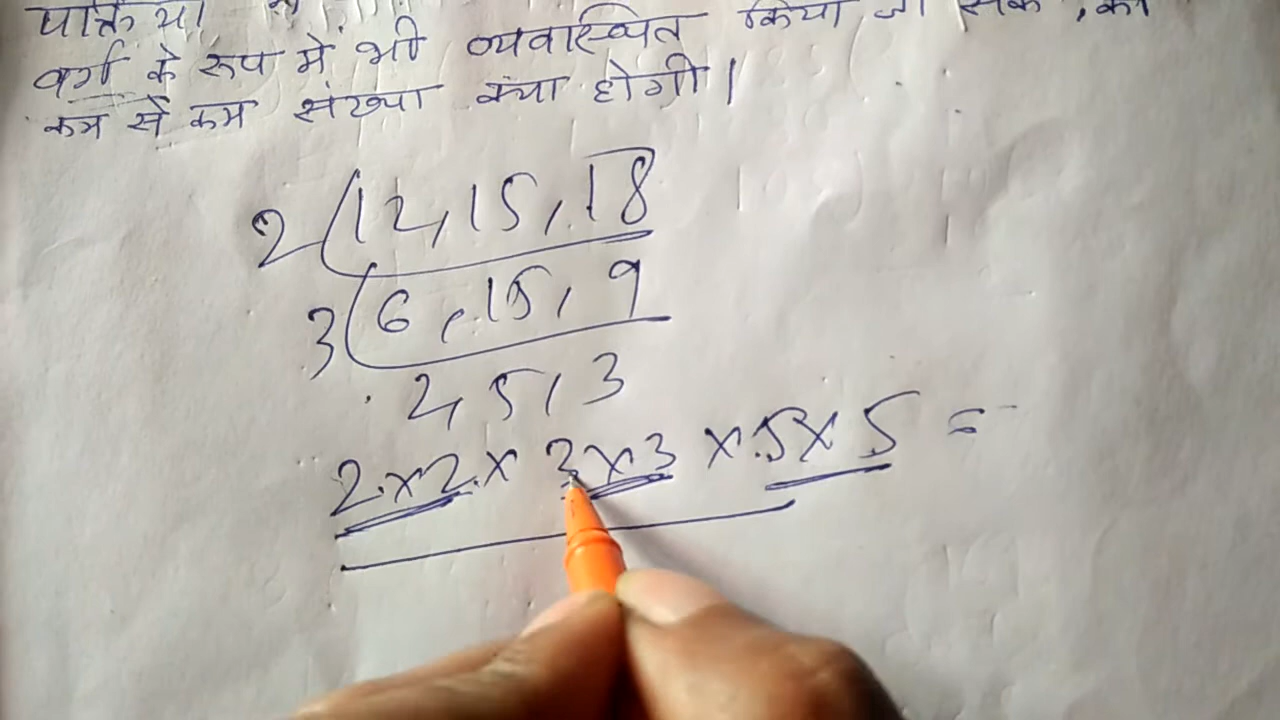 वर्ग के रूप में भी व्यवस्थित किया जा सके , की
कम से कम संख्या क्या होगी |
2 12, 15, 18
3 6, 15, 9
2, 5, 3
2 × 2 × 3 × 3 × 5 × 5 =